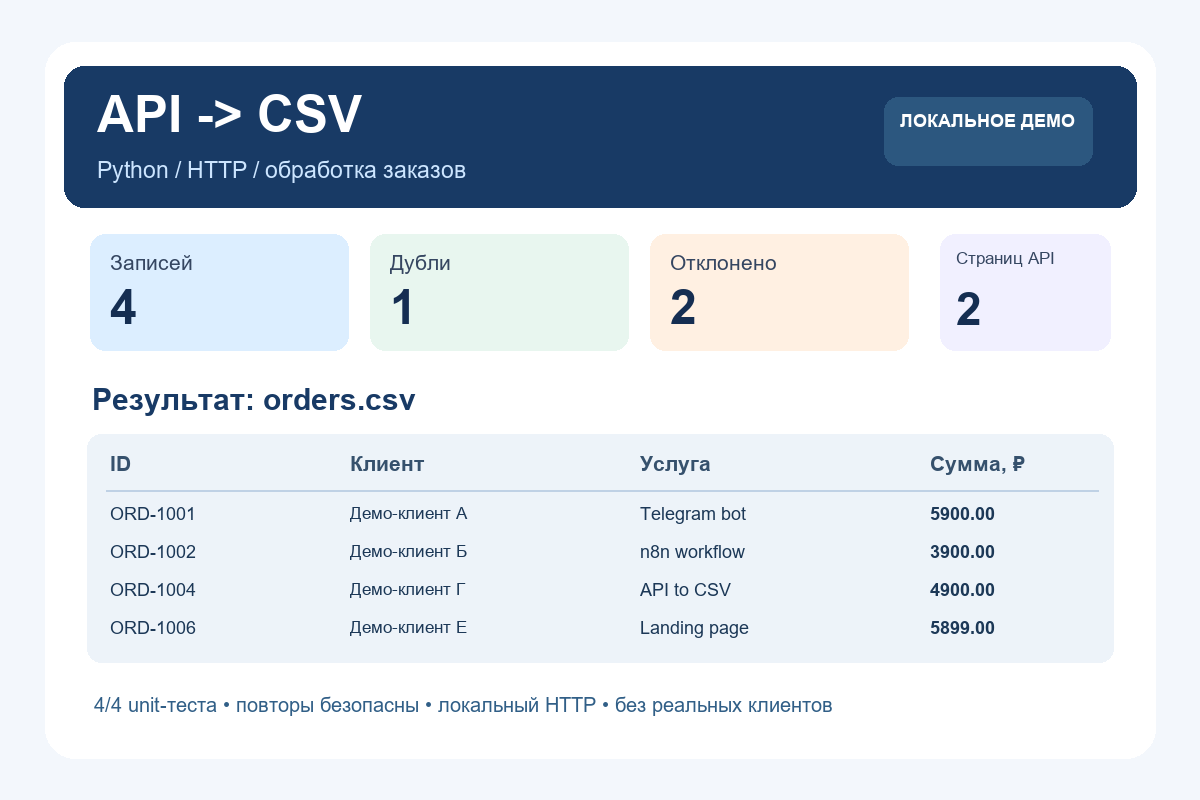 API -> CSV
ЛОКАЛЬНОЕ ДЕМО
Python / HTTP / обработка заказов
Записей
4
Дубли
1
Отклонено
2
Страниц API
2
Результат: orders.csv
ID Клиент Услуга Сумма, ₽
ORD-1001 Демо-клиент А Telegram bot 5900.00
ORD-1002 Демо-клиент Б n8n workflow 3900.00
ORD-1004 Демо-клиент Г API to CSV 4900.00
ORD-1006 Демо-клиент Е Landing page 5899.00
4/4 unit-теста • повторы безопасны • локальный HTTP • без реальных клиентов